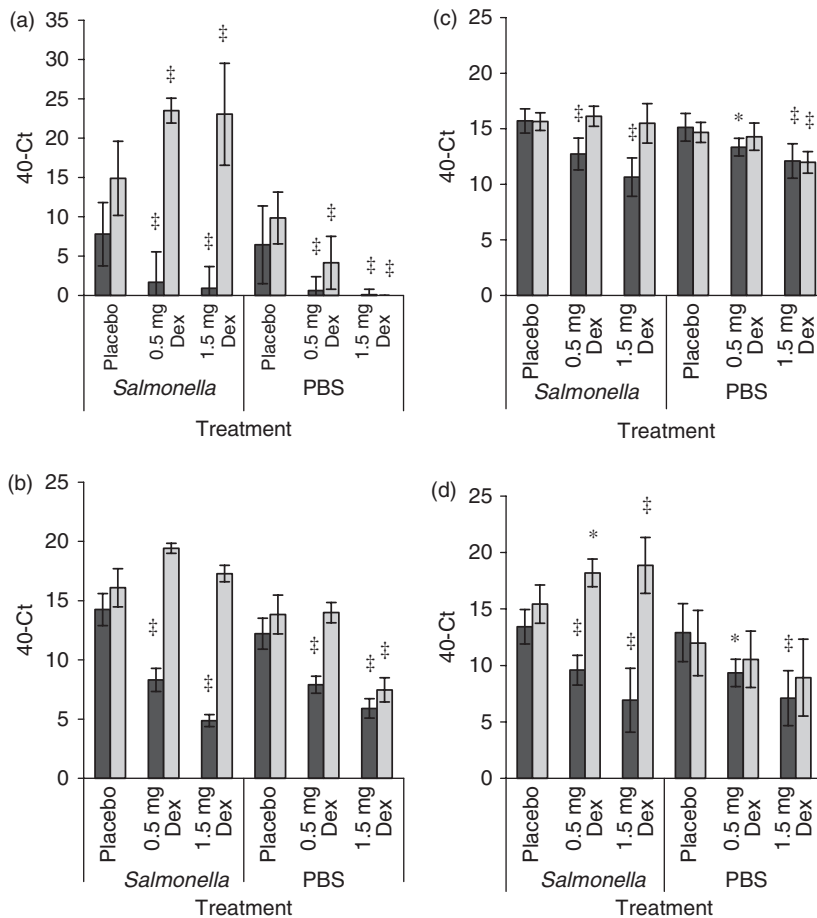 (a)
40-Ct
35
30
25
20
15
10
5
0
‡
‡
‡
‡
‡
‡
‡
‡
Placebo
0.5 mg
Dex
1.5 mg
Dex
Placebo
0.5 mg
Dex
1.5 mg
Dex
Salmonella
PBS
Treatment
(c)
40-Ct
25
20
15
10
5
0
‡
‡
*
‡
‡
Placebo
0.5 mg
Dex
1.5 mg
Dex
Placebo
0.5 mg
Dex
1.5 mg
Dex
Salmonella
PBS
Treatment
(b)
40-Ct
25
20
15
10
5
0
‡
‡
‡
‡
‡
Placebo
0.5 mg
Dex
1.5 mg
Dex
Placebo
0.5 mg
Dex
1.5 mg
Dex
Salmonella
PBS
Treatment
(d)
40-Ct
25
20
15
10
5
0
‡
*
‡
‡
*
‡
Placebo
0.5 mg
Dex
1.5 mg
Dex
Placebo
0.5 mg
Dex
1.5 mg
Dex
Salmonella
PBS
Treatment